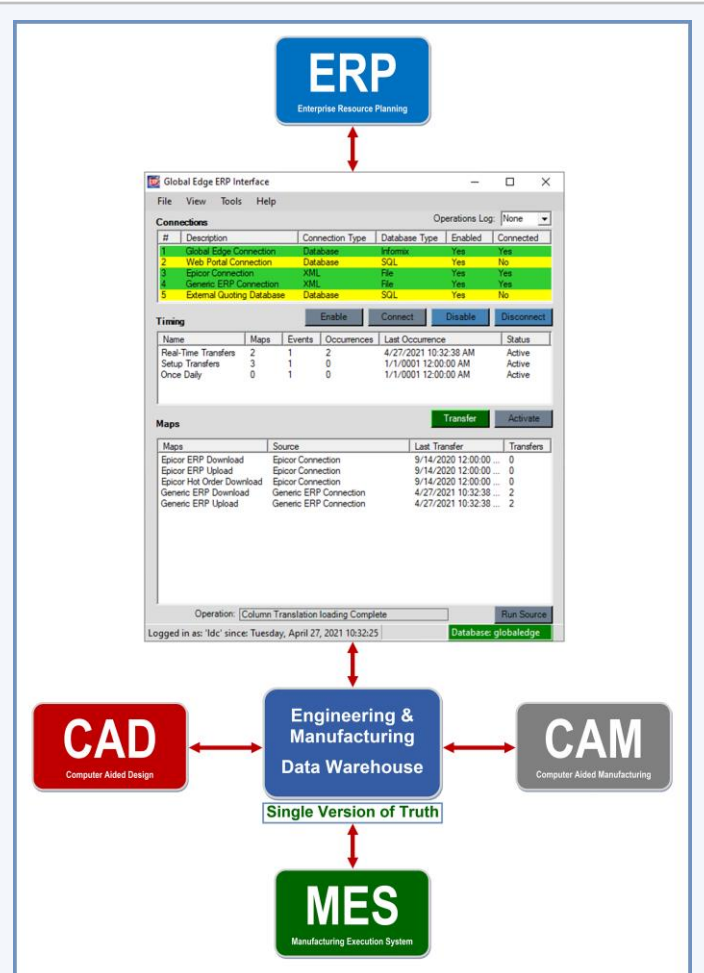 ERP
Enterprise Resource Planning
Global Edge ERP Interface
File View Tools Help
Operations Log: None
Connections
# Description Connection Type Database Type Enabled Connected
1 Global Edge Connection Database Informix Yes Yes
2 Web Portal Connection Database SQL Yes No
3 Epicor Connection XML File Yes Yes
4 Generic ERP Connection XML File Yes Yes
5 External Quoting Database Database SQL Yes No
Timing Enable Connect Disable Disconnect
Name Maps Events Occurrences Last Occurrence Status
Real-Time Transfers 2 1 2 4/27/2021 10:32:38 AM Active
Setup Transfers 3 1 0 1/1/0001 12:00:00 AM Active
Once Daily 0 1 0 1/1/0001 12:00:00 AM Active
Maps Transfer Activate
Maps Source Last Transfer Transfers
Epicor ERP Download Epicor Connection 9/14/2020 12:00:00 ... 0
Epicor ERP Upload Epicor Connection 9/14/2020 12:00:00 ... 0
Epicor Hot Order Download Epicor Connection 9/14/2020 12:00:00 ... 0
Generic ERP Download Generic ERP Connection 4/27/2021 10:32:38 ... 2
Generic ERP Upload Generic ERP Connection 4/27/2021 10:32:38 ... 2
Operation: Column Translation loading Complete Run Source
Logged in as: 'ldc' since: Tuesday, April 27, 2021 10:32:25 Database: globaledge
CAD
Computer Aided Design
Engineering &
Manufacturing
Data Warehouse
CAM
Computer Aided Manufacturing
Single Version of Truth
MES
Manufacturing Execution System